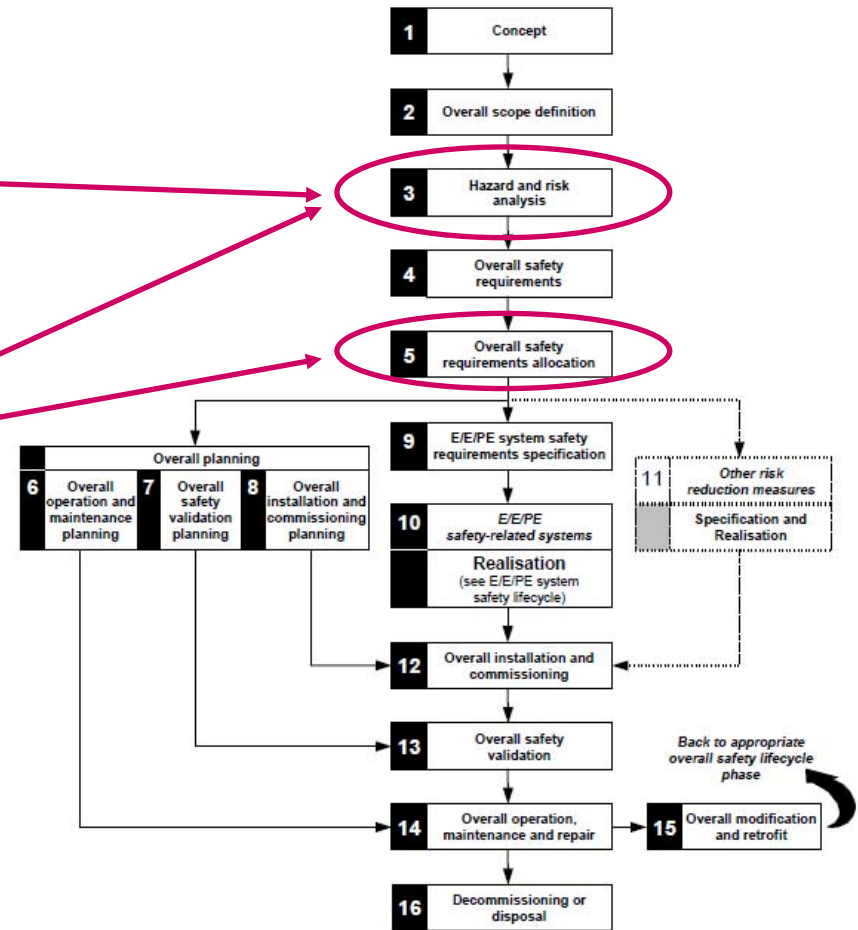 1 Concept
2 Overall scope definition
3 Hazard and risk
analysis
4 Overall safety
requirements
5 Overall safety
requirements allocation
Overall planning
6 Overall
operation and
maintenance
planning
7 Overall
safety
validation
planning
8 Overall
installation and
commissioning
planning
9 E/E/PE system safety
requirements specification
10 E/E/PE
safety-related systems
Realisation
(see E/E/PE system
safety lifecycle)
11 Other risk
reduction measures
Specification and
Realisation
12 Overall installation and
commissioning
13 Overall safety
validation
Back to appropriate
overall safety lifecycle
phase
14 Overall operation,
maintenance and repair
15 Overall modification
and retrofit
16 Decommissioning or
disposal